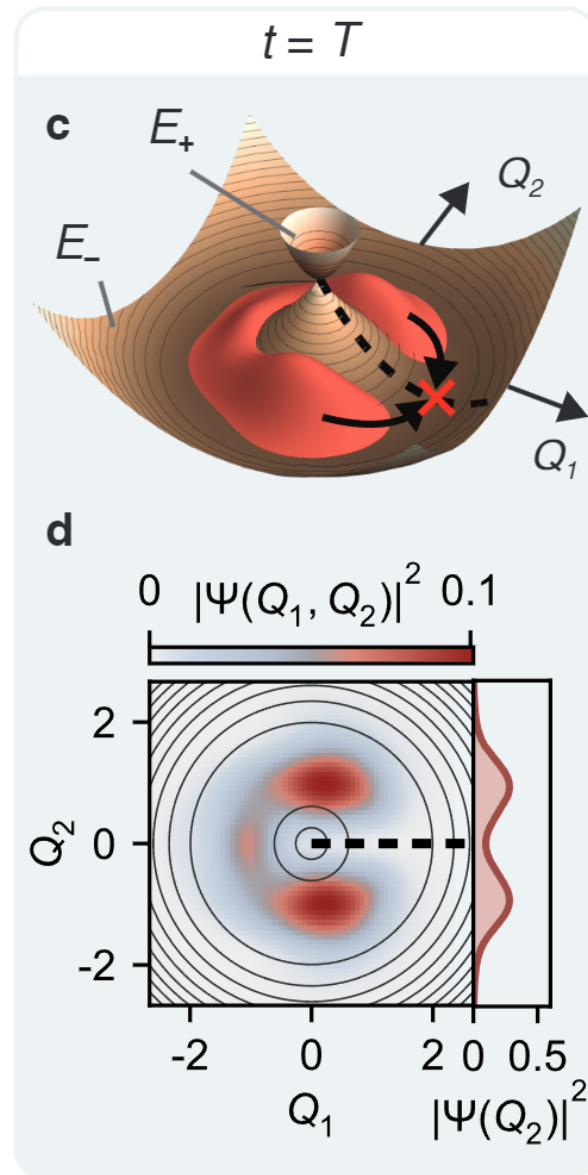 t = T
c
E₊
Q₂
E₋
Q₁
d
0 |Ψ(Q₁, Q₂)|² 0.1
2
0
-2
Q₂
-2 0 2 0 0.5
Q₁ |Ψ(Q₂)|²